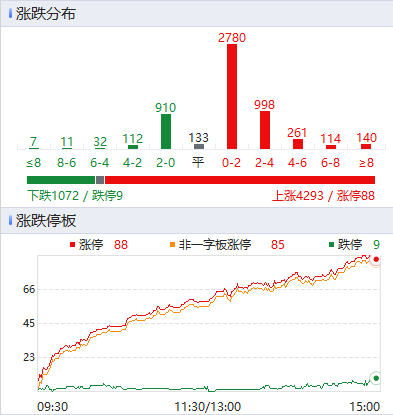 涨跌分布
7 11 32 112 910 133 2780 998 261 114 140
≤8 8-6 6-4 4-2 2-0 平 0-2 2-4 4-6 6-8 ≥8
下跌1072 / 跌停9 上涨4293 / 涨停88
涨跌停板
涨停 88 非一字板涨停 85 跌停 9
66
45
23
09:30 11:30/13:00 15:00